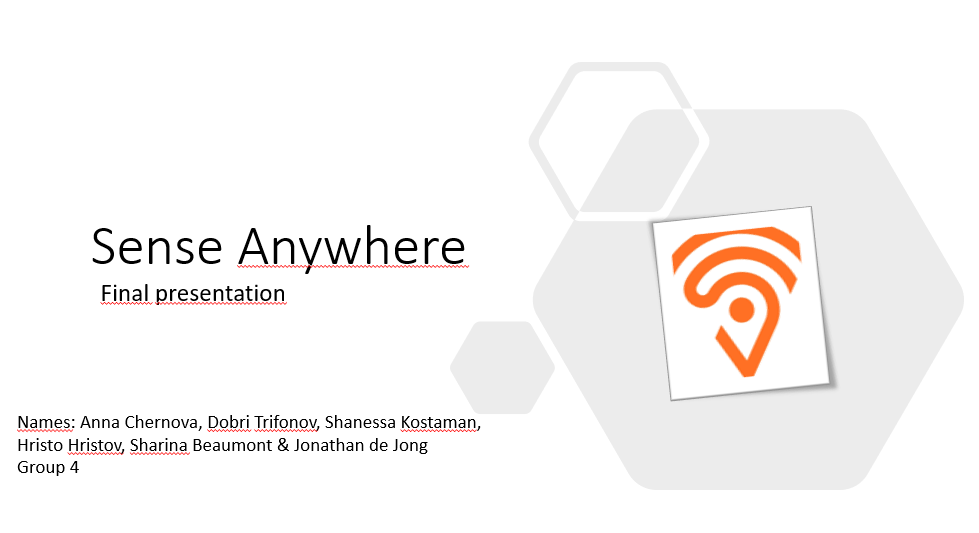 Sense Anywhere
Final presentation
Names: Anna Chernova, Dobri Trifonov, Shanessa Kostaman,
Hristo Hristov, Sharina Beaumont & Jonathan de Jong
Group 4